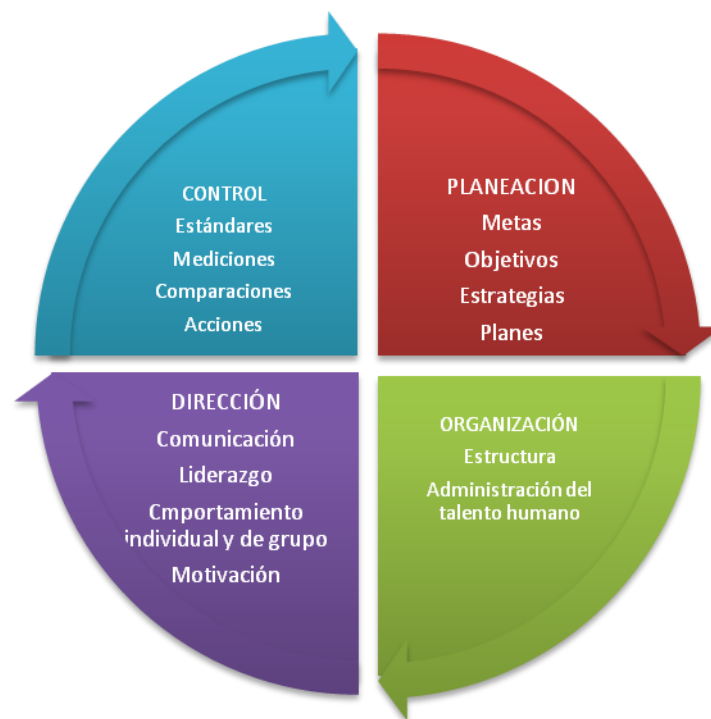 CONTROL
Estándares
Mediciones
Comparaciones
Acciones
PLANEACION
Metas
Objetivos
Estrategias
Planes
DIRECCIÓN
Comunicación
Liderazgo
Cmportamiento
individual y de grupo
Motivación
ORGANIZACIÓN
Estructura
Administración del
talento humano